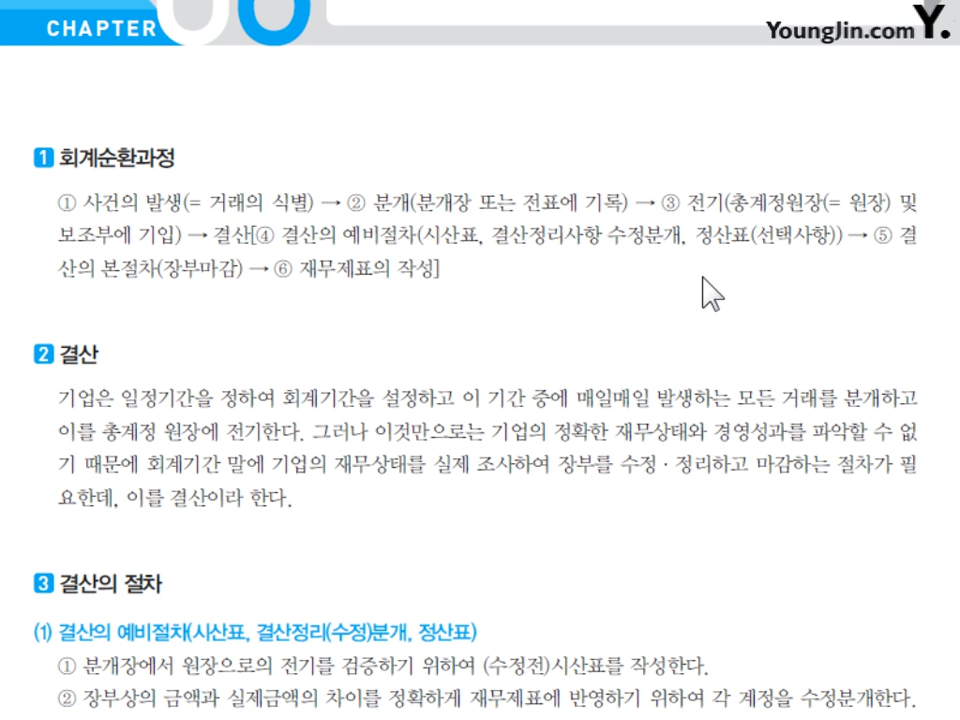 CHAPTER
YoungJin.com Y.
1 회계순환과정
① 사건의 발생(= 거래의 식별) → ② 분개(분개장 또는 전표에 기록) → ③ 전기(총계정원장(= 원장) 및
보조부에 기입) → 결산[④ 결산의 예비절차(시산표, 결산정리사항 수정분개, 정산표(선택사항)) → ⑤ 결
산의 본절차(장부마감) → ⑥ 재무제표의 작성]
2 결산
기업은 일정기간을 정하여 회계기간을 설정하고 이 기간 중에 매일매일 발생하는 모든 거래를 분개하고
이를 총계정 원장에 전기한다. 그러나 이것만으로는 기업의 정확한 재무상태와 경영성과를 파악할 수 없
기 때문에 회계기간 말에 기업의 재무상태를 실제 조사하여 장부를 수정 · 정리하고 마감하는 절차가 필
요한데, 이를 결산이라 한다.
3 결산의 절차
(1) 결산의 예비절차(시산표, 결산정리(수정)분개, 정산표)
① 분개장에서 원장으로의 전기를 검증하기 위하여 (수정전)시산표를 작성한다.
② 장부상의 금액과 실제금액의 차이를 정확하게 재무제표에 반영하기 위하여 각 계정을 수정분개한다.